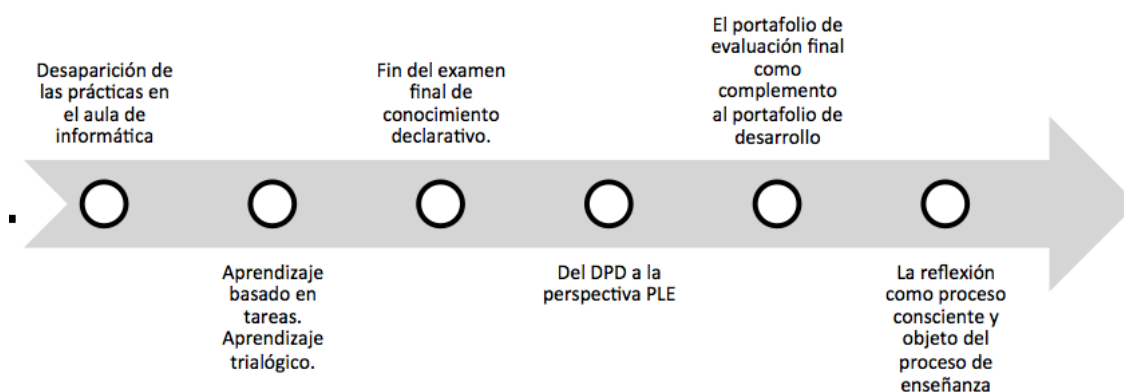 Desaparición de
las prácticas en
el aula de
informática
Aprendizaje
basado en
tareas.
Aprendizaje
trialógico.
Fin del examen
final de
conocimiento
declarativo.
Del DPD a la
perspectiva PLE
El portafolio de
evaluación final
como
complemento
al portafolio de
desarrollo
La reflexión
como proceso
consciente y
objeto del
proceso de
enseñanza